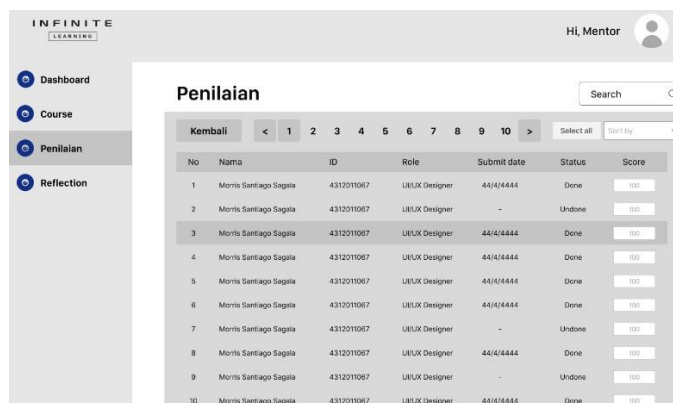 INFINITE
LEARNING
Hi, Mentor
Dashboard
Course
Penilaian
Reflection
Penilaian
Search
Kembali < 1 2 3 4 5 6 7 8 9 10 > Select all Sort by
No Nama ID Role Submit date Status Score
1 Morris Santiago Sagala 4312011067 UI/UX Designer 44/4/4444 Done 100
2 Morris Santiago Sagala 4312011067 UI/UX Designer - Undone 100
3 Morris Santiago Sagala 4312011067 UI/UX Designer 44/4/4444 Done 100
4 Morris Santiago Sagala 4312011067 UI/UX Designer 44/4/4444 Done 100
5 Morris Santiago Sagala 4312011067 UI/UX Designer 44/4/4444 Done 100
6 Morris Santiago Sagala 4312011067 UI/UX Designer 44/4/4444 Done 100
7 Morris Santiago Sagala 4312011067 UI/UX Designer - Undone 100
8 Morris Santiago Sagala 4312011067 UI/UX Designer 44/4/4444 Done 100
9 Morris Santiago Sagala 4312011067 UI/UX Designer - Undone 100
10 Morris Santiago Sagala 4312011067 UI/UX Designer 44/4/4444 Done 100